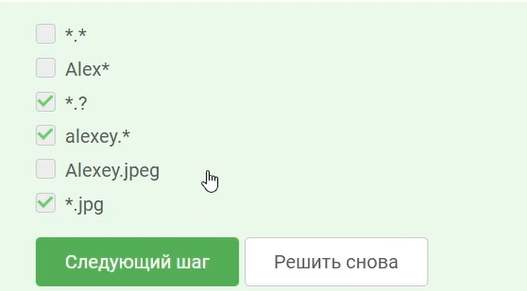 *.*
Alex*
*.?
alexey.*
Alexey.jpeg
*.jpg
Следующий шаг
Решить снова